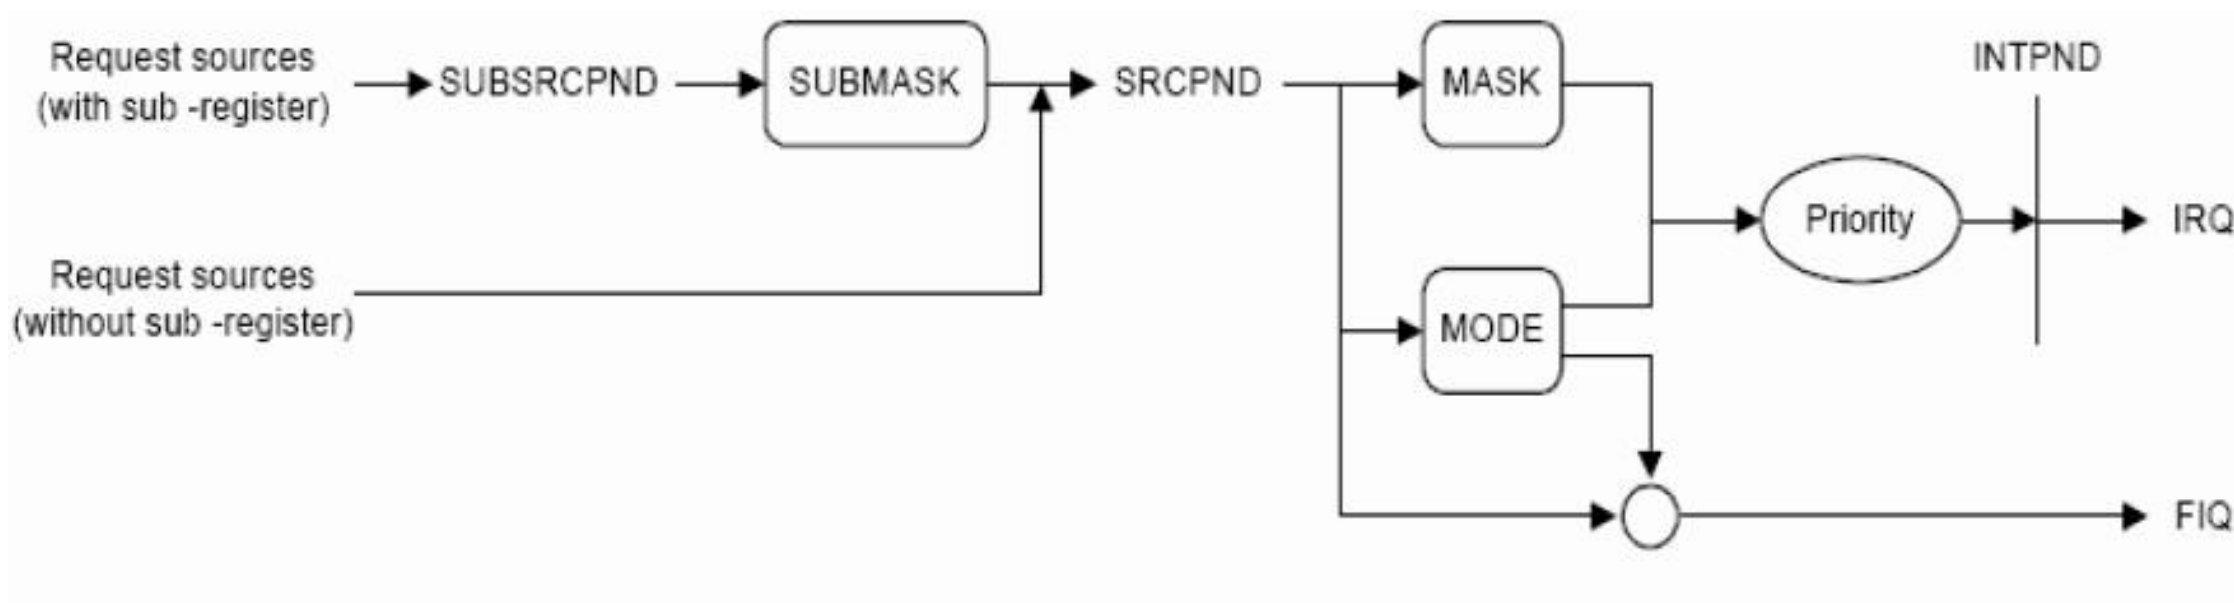 Request sources
(with sub -register)
SUBSRCPND
SUBMASK
SRCPND
MASK
INTPND
Priority
IRQ
Request sources
(without sub -register)
MODE
FIQ